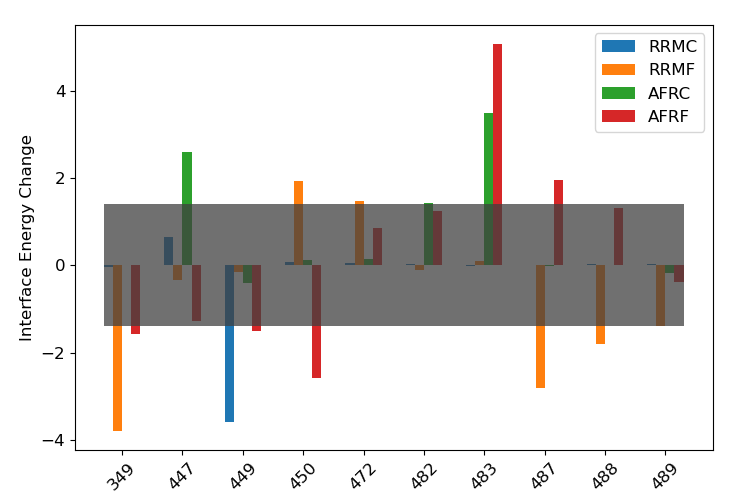 RRMC
RRMF
AFRC
AFRF
Interface Energy Change
4
2
0
−2
−4
349 447 449 450 472 482 483 487 488 489